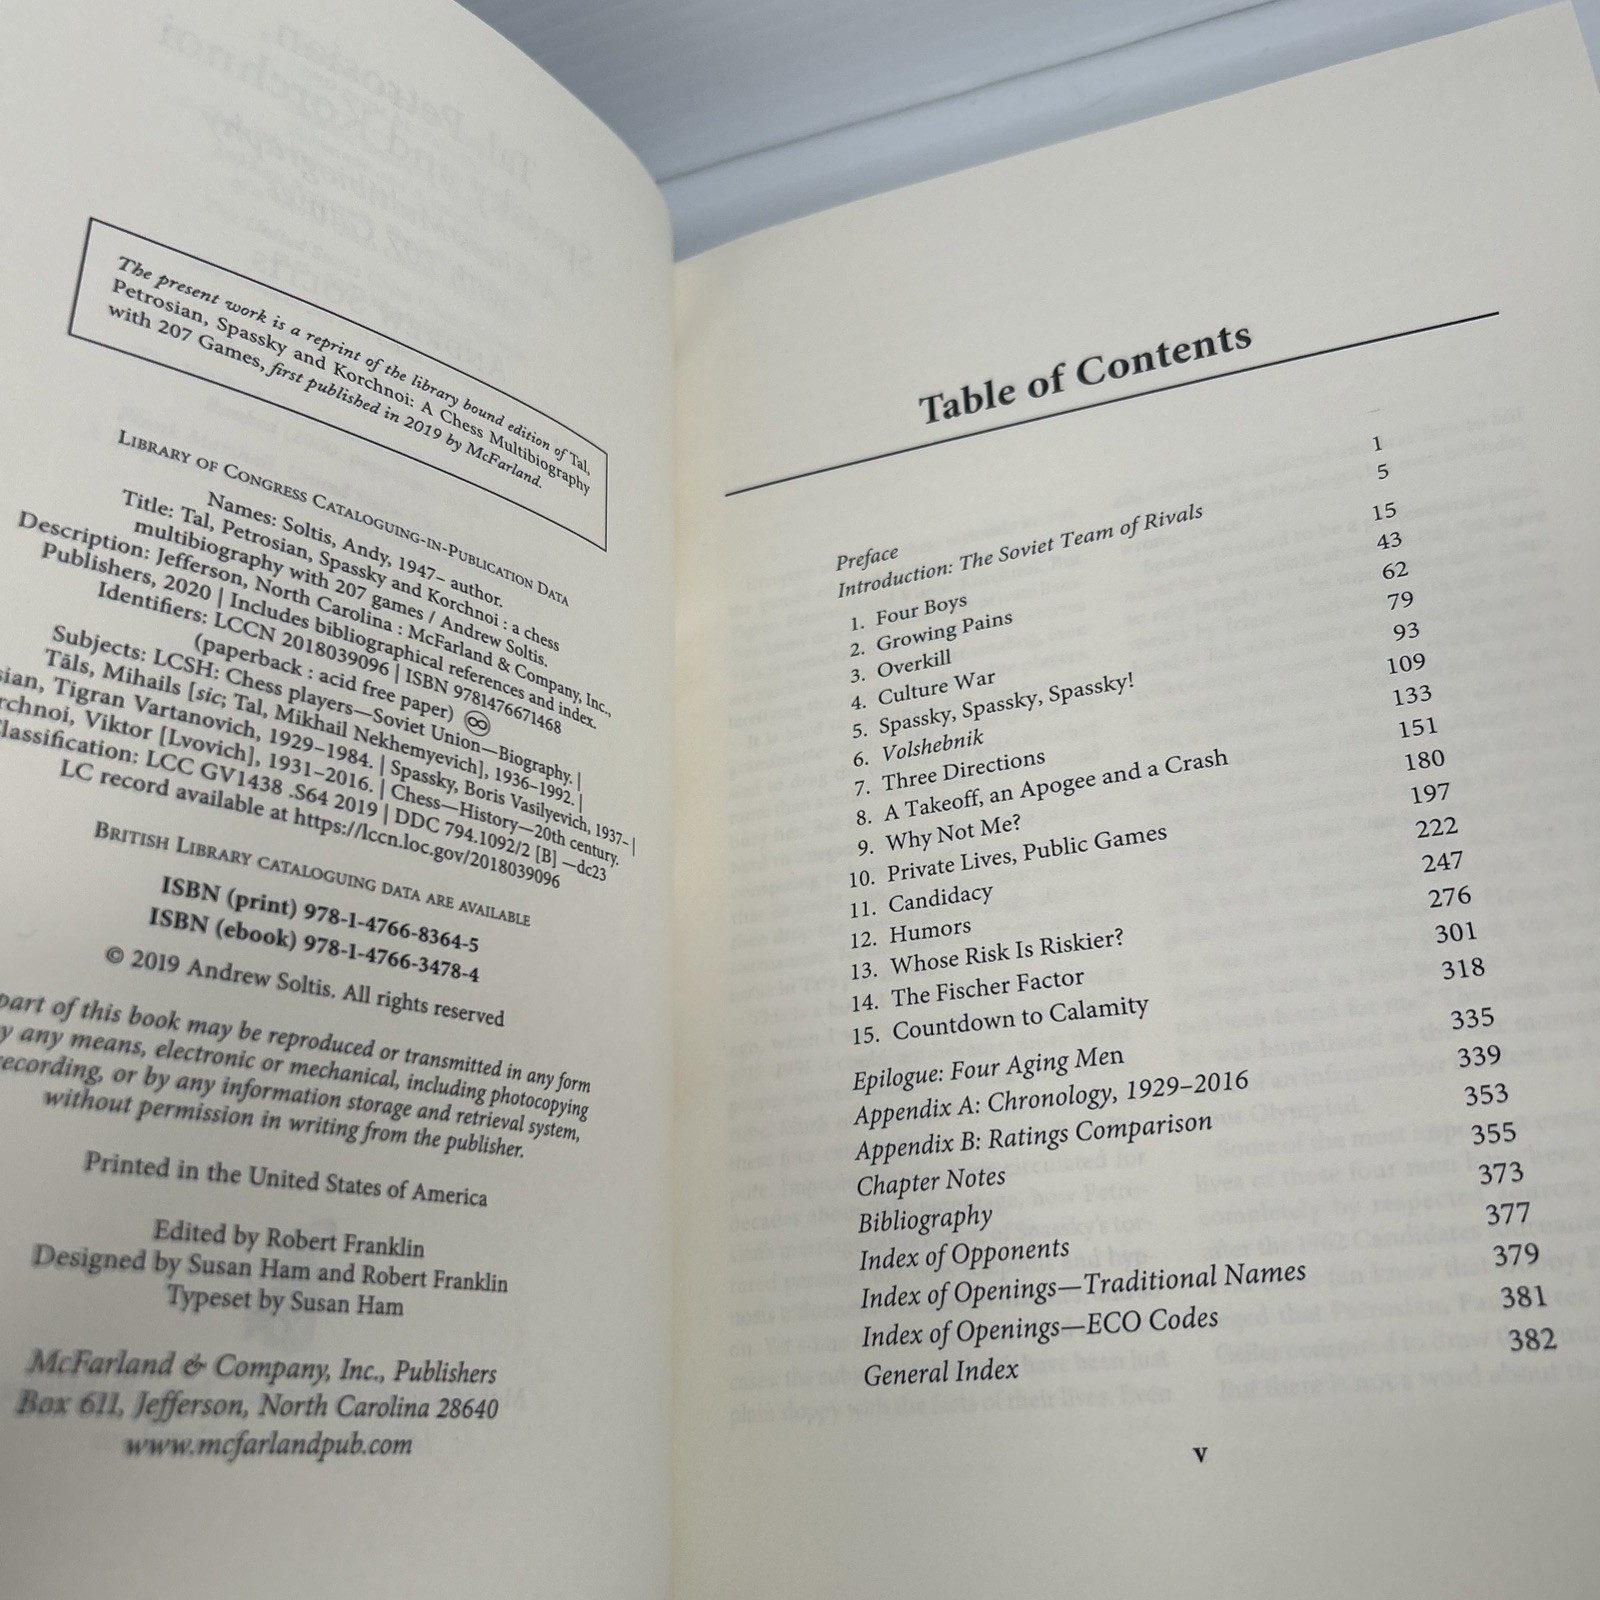 The present work is a reprint of the library bound edition of Tal,
Petrosian, Spassky and Korchnoi: A Chess Multibiography
with 207 Games, first published in 2019 by McFarland.
LIBRARY OF CONGRESS CATALOGUING-IN-PUBLICATION DATA
Names: Soltis, Andy, 1947– author.
Title: Tal, Petrosian, Spassky and Korchnoi : a chess
multibiography with 207 games / Andrew Soltis.
Description: Jefferson, North Carolina : McFarland & Company, Inc.,
Publishers, 2020 | Includes bibliographical references and index.
Identifiers: LCCN 2018039096 | ISBN 9781476671468
(paperback : acid free paper) ♾
Subjects: LCSH: Chess players—Soviet Union—Biography. |
Tāls, Mihails [sic; Tal, Mikhail Nekhemyevich], 1936–1992. |
sian, Tigran Vartanovich, 1929–1984. | Spassky, Boris Vasilyevich, 1937– |
rchnoi, Viktor [Lvovich], 1931–2016. | Chess—History—20th century.
lassification: LCC GV1438 .S64 2019 | DDC 794.1092/2 [B] —dc23
LC record available at https://lccn.loc.gov/2018039096
BRITISH LIBRARY CATALOGUING DATA ARE AVAILABLE
ISBN (print) 978-1-4766-8364-5
ISBN (ebook) 978-1-4766-3478-4
© 2019 Andrew Soltis. All rights reserved
part of this book may be reproduced or transmitted in any form
y any means, electronic or mechanical, including photocopying
ecording, or by any information storage and retrieval system,
without permission in writing from the publisher.
Printed in the United States of America
Edited by Robert Franklin
Designed by Susan Ham and Robert Franklin
Typeset by Susan Ham
McFarland & Company, Inc., Publishers
Box 611, Jefferson, North Carolina 28640
www.mcfarlandpub.com
Table of Contents
Preface 1
Introduction: The Soviet Team of Rivals 5
1. Four Boys 15
2. Growing Pains 43
3. Overkill 62
4. Culture War 79
5. Spassky, Spassky, Spassky! 93
6. Volshebnik 109
7. Three Directions 133
8. A Takeoff, an Apogee and a Crash 151
9. Why Not Me? 180
10. Private Lives, Public Games 197
11. Candidacy 222
12. Humors 247
13. Whose Risk Is Riskier? 276
14. The Fischer Factor 301
15. Countdown to Calamity 318
Epilogue: Four Aging Men 335
Appendix A: Chronology, 1929–2016 339
Appendix B: Ratings Comparison 353
Chapter Notes 355
Bibliography 373
Index of Opponents 377
Index of Openings—Traditional Names 379
Index of Openings—ECO Codes 381
General Index 382
v